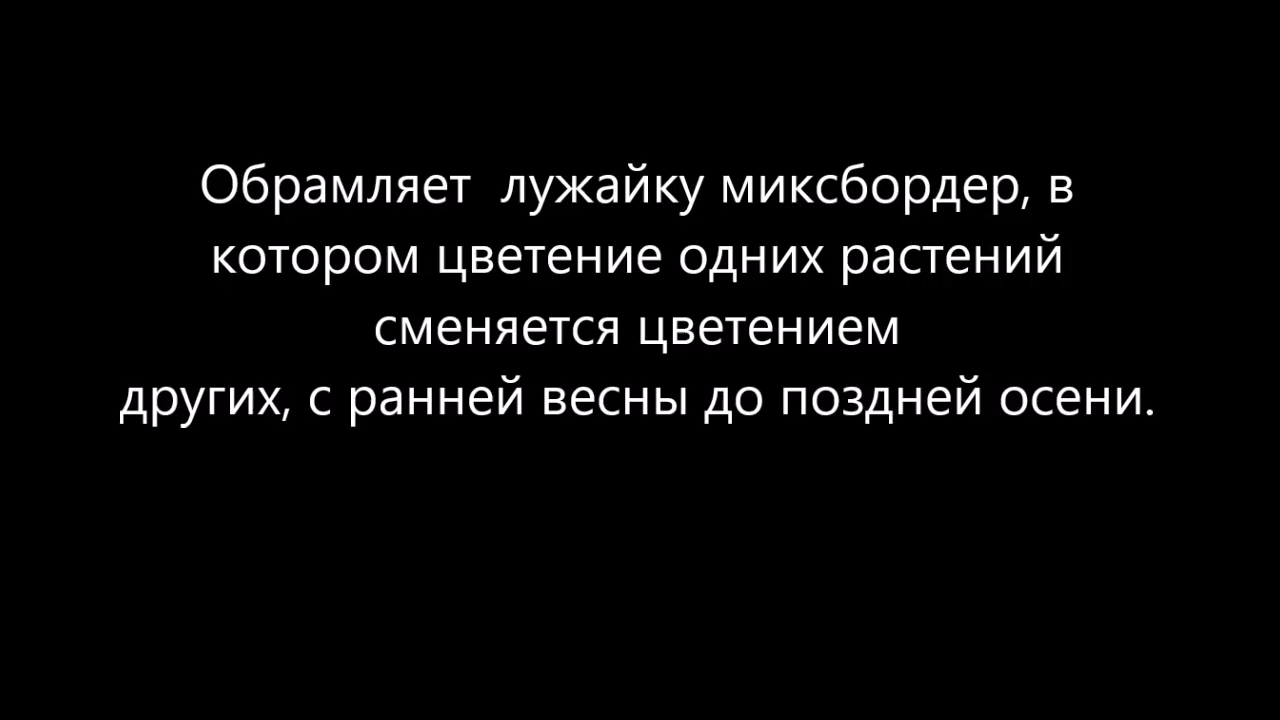 Обрамляет  лужайку миксбордер, в
котором цветение одних растений
сменяется цветением
других, с ранней весны до поздней осени.